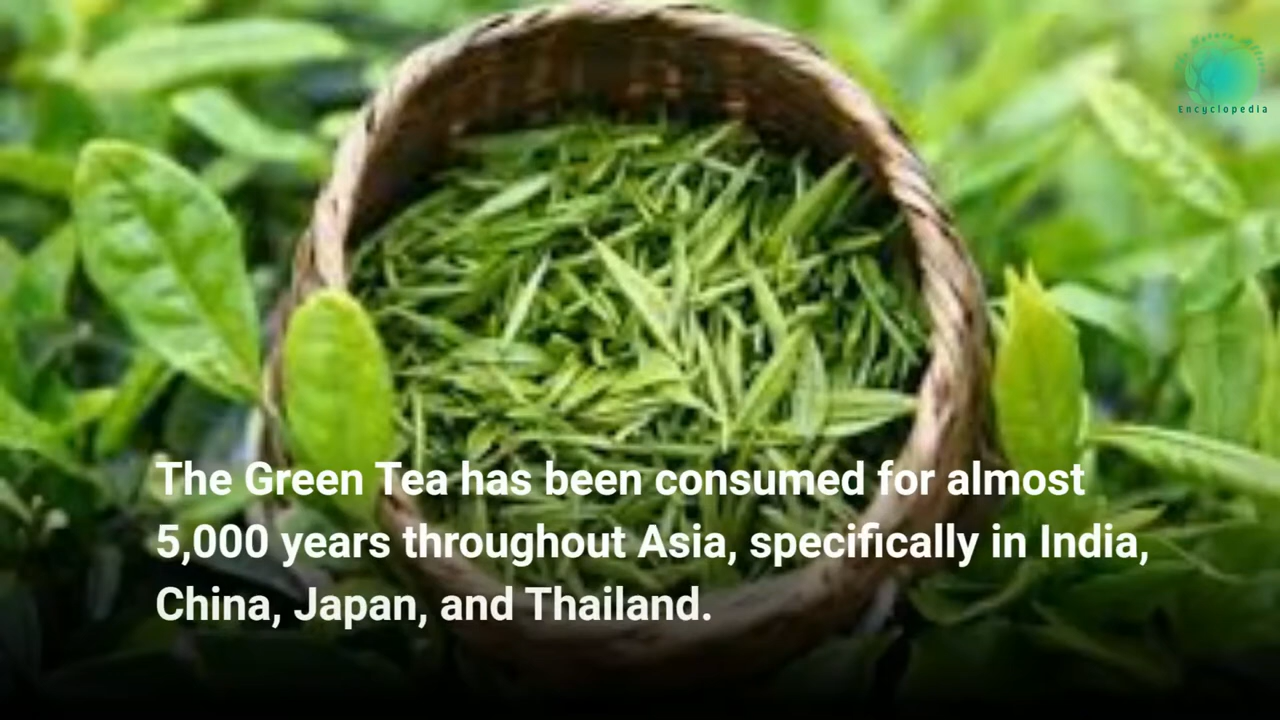 Encyclopedia
The Green Tea has been consumed for almost
5,000 years throughout Asia, specifically in India,
China, Japan, and Thailand.